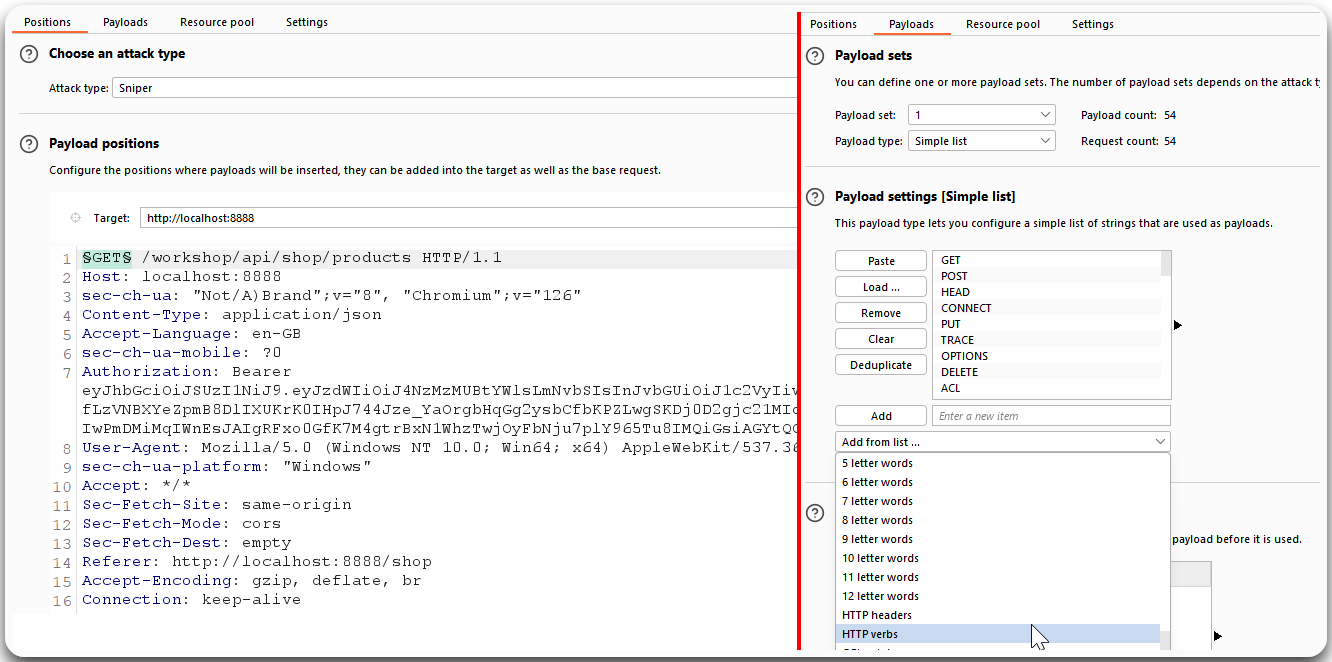 Positions Payloads Resource pool Settings
Choose an attack type
Attack type: Sniper
Payload positions
Configure the positions where payloads will be inserted, they can be added into the target as well as the base request.
Target: http://localhost:8888
1 §GET§ /workshop/api/shop/products HTTP/1.1
2 Host: localhost:8888
3 sec-ch-ua: "Not/A)Brand";v="8", "Chromium";v="126"
4 Content-Type: application/json
5 Accept-Language: en-GB
6 sec-ch-ua-mobile: ?0
7 Authorization: Bearer
eyJhbGciOiJSUzI1NiJ9.eyJzdWIiOiJ4NzMzMUBtYWlsLmNvbSIsInJvbGUiOiJ1c2VyIiv
fLzVNBXYeZpmB8DlIXUKrK0IHpJ744Jze_YaOrgbHqGg2ysbCfbKPZLwgSKDj0D2gjc21MIc
IwPmDMiMqIWnEsJAIgRFxo0GfK7M4gtrBxN1WhzTwjOyFbNju7plY965Tu8IMQiGsiAGYtQG
8 User-Agent: Mozilla/5.0 (Windows NT 10.0; Win64; x64) AppleWebKit/537.36
9 sec-ch-ua-platform: "Windows"
10 Accept: */*
11 Sec-Fetch-Site: same-origin
12 Sec-Fetch-Mode: cors
13 Sec-Fetch-Dest: empty
14 Referer: http://localhost:8888/shop
15 Accept-Encoding: gzip, deflate, br
16 Connection: keep-alive
Positions Payloads Resource pool Settings
Payload sets
You can define one or more payload sets. The number of payload sets depends on the attack t
Payload set: 1 Payload count: 54
Payload type: Simple list Request count: 54
Payload settings [Simple list]
This payload type lets you configure a simple list of strings that are used as payloads.
Paste
Load ...
Remove
Clear
Deduplicate
GET
POST
HEAD
CONNECT
PUT
TRACE
OPTIONS
DELETE
ACL
Add Enter a new item
Add from list ...
5 letter words
6 letter words
7 letter words
8 letter words
9 letter words
10 letter words
11 letter words
12 letter words
HTTP headers
HTTP verbs
payload before it is used.